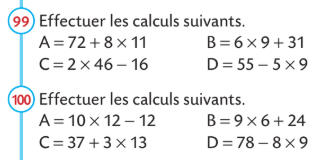 99 Effectuer les calculs suivants.
A = 72 + 8 × 11 B = 6 × 9 + 31
C = 2 × 46 – 16 D = 55 – 5 × 9
100 Effectuer les calculs suivants.
A = 10 × 12 – 12 B = 9 × 6 + 24
C = 37 + 3 × 13 D = 78 – 8 × 9